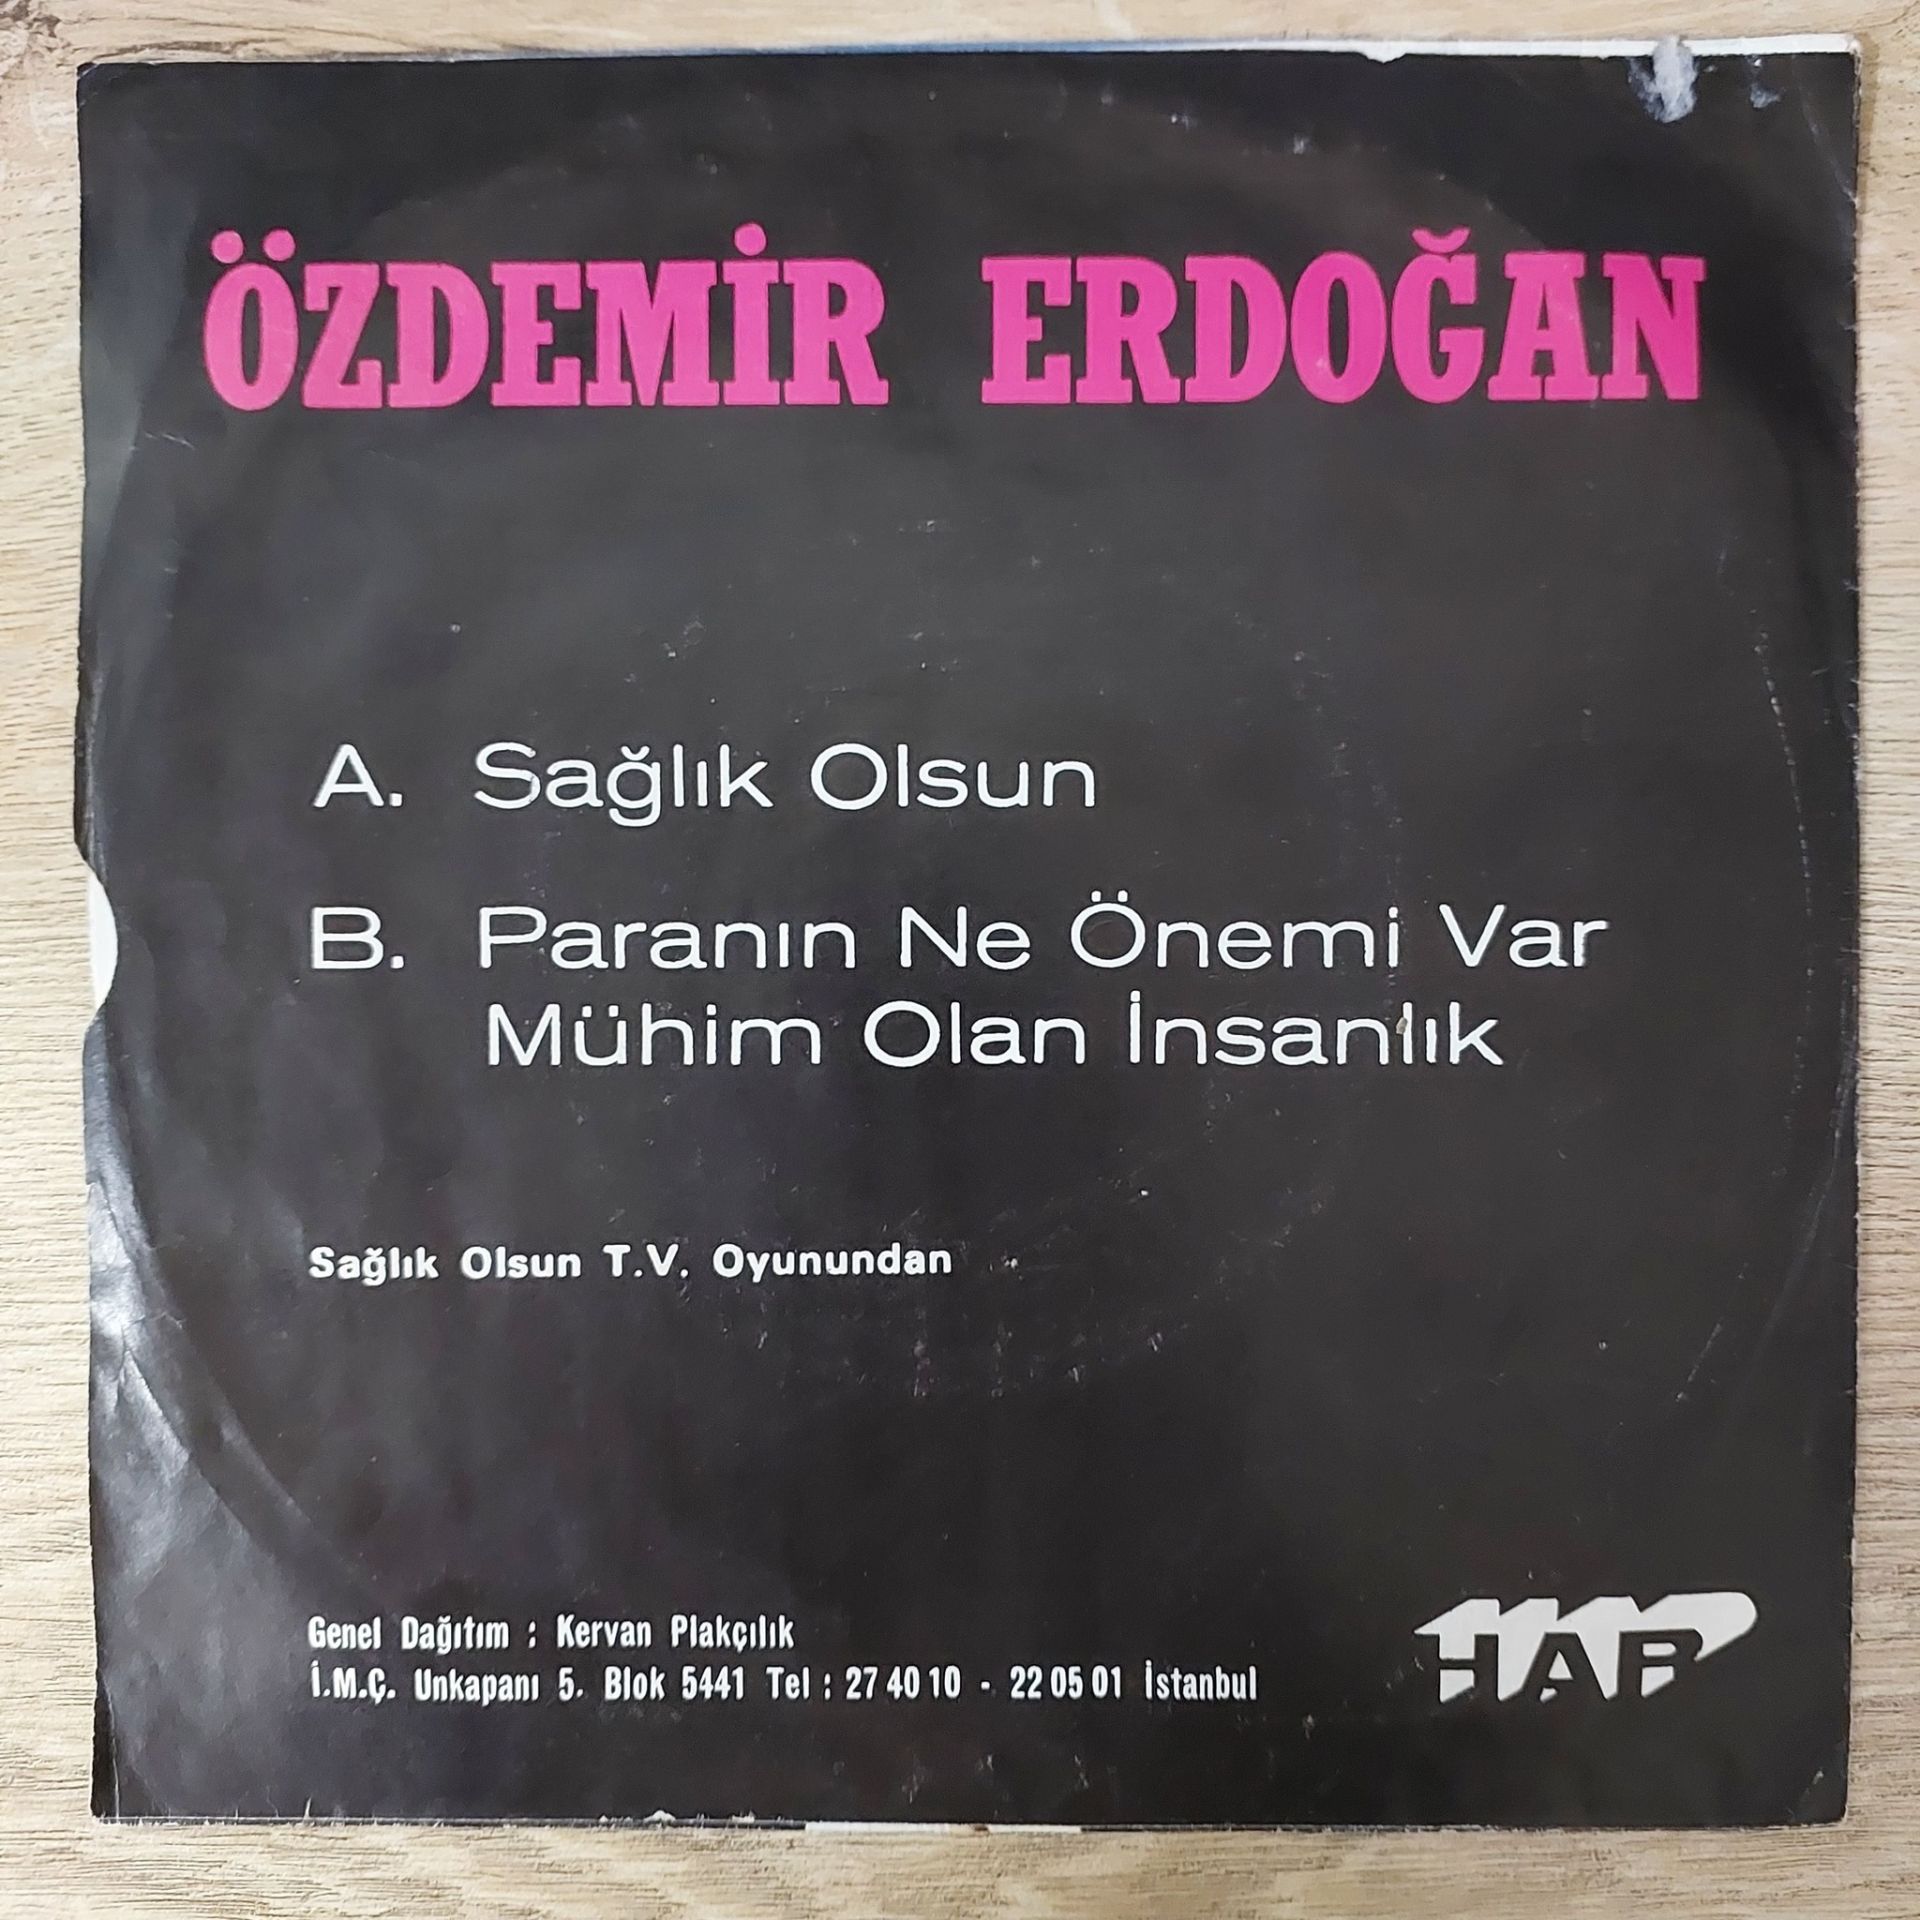 ÖZDEMİR ERDOĞAN
A. Sağlık Olsun
B. Paranın Ne Önemi Var
Mühim Olan İnsanlık
Sağlık Olsun T.V. Oyunundan
Genel Dağıtım : Kervan Plakçılık
İ.M.Ç. Unkapanı 5. Blok 5441 Tel : 27 40 10 - 22 05 01 İstanbul
HAP